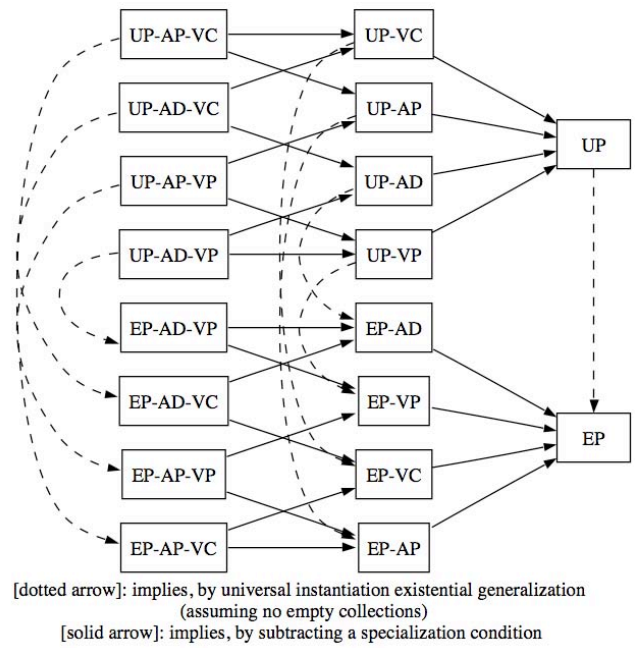 UP-AP-VC
UP-VC
UP-AD-VC
UP-AP
UP
UP-AP-VP
UP-AD
UP-AD-VP
UP-VP
EP-AD-VP
EP-AD
EP-AD-VC
EP-VP
EP
EP-AP-VP
EP-VC
EP-AP-VC
EP-AP
[dotted arrow]: implies, by universal instantiation existential generalization
(assuming no empty collections)
[solid arrow]: implies, by subtracting a specialization condition